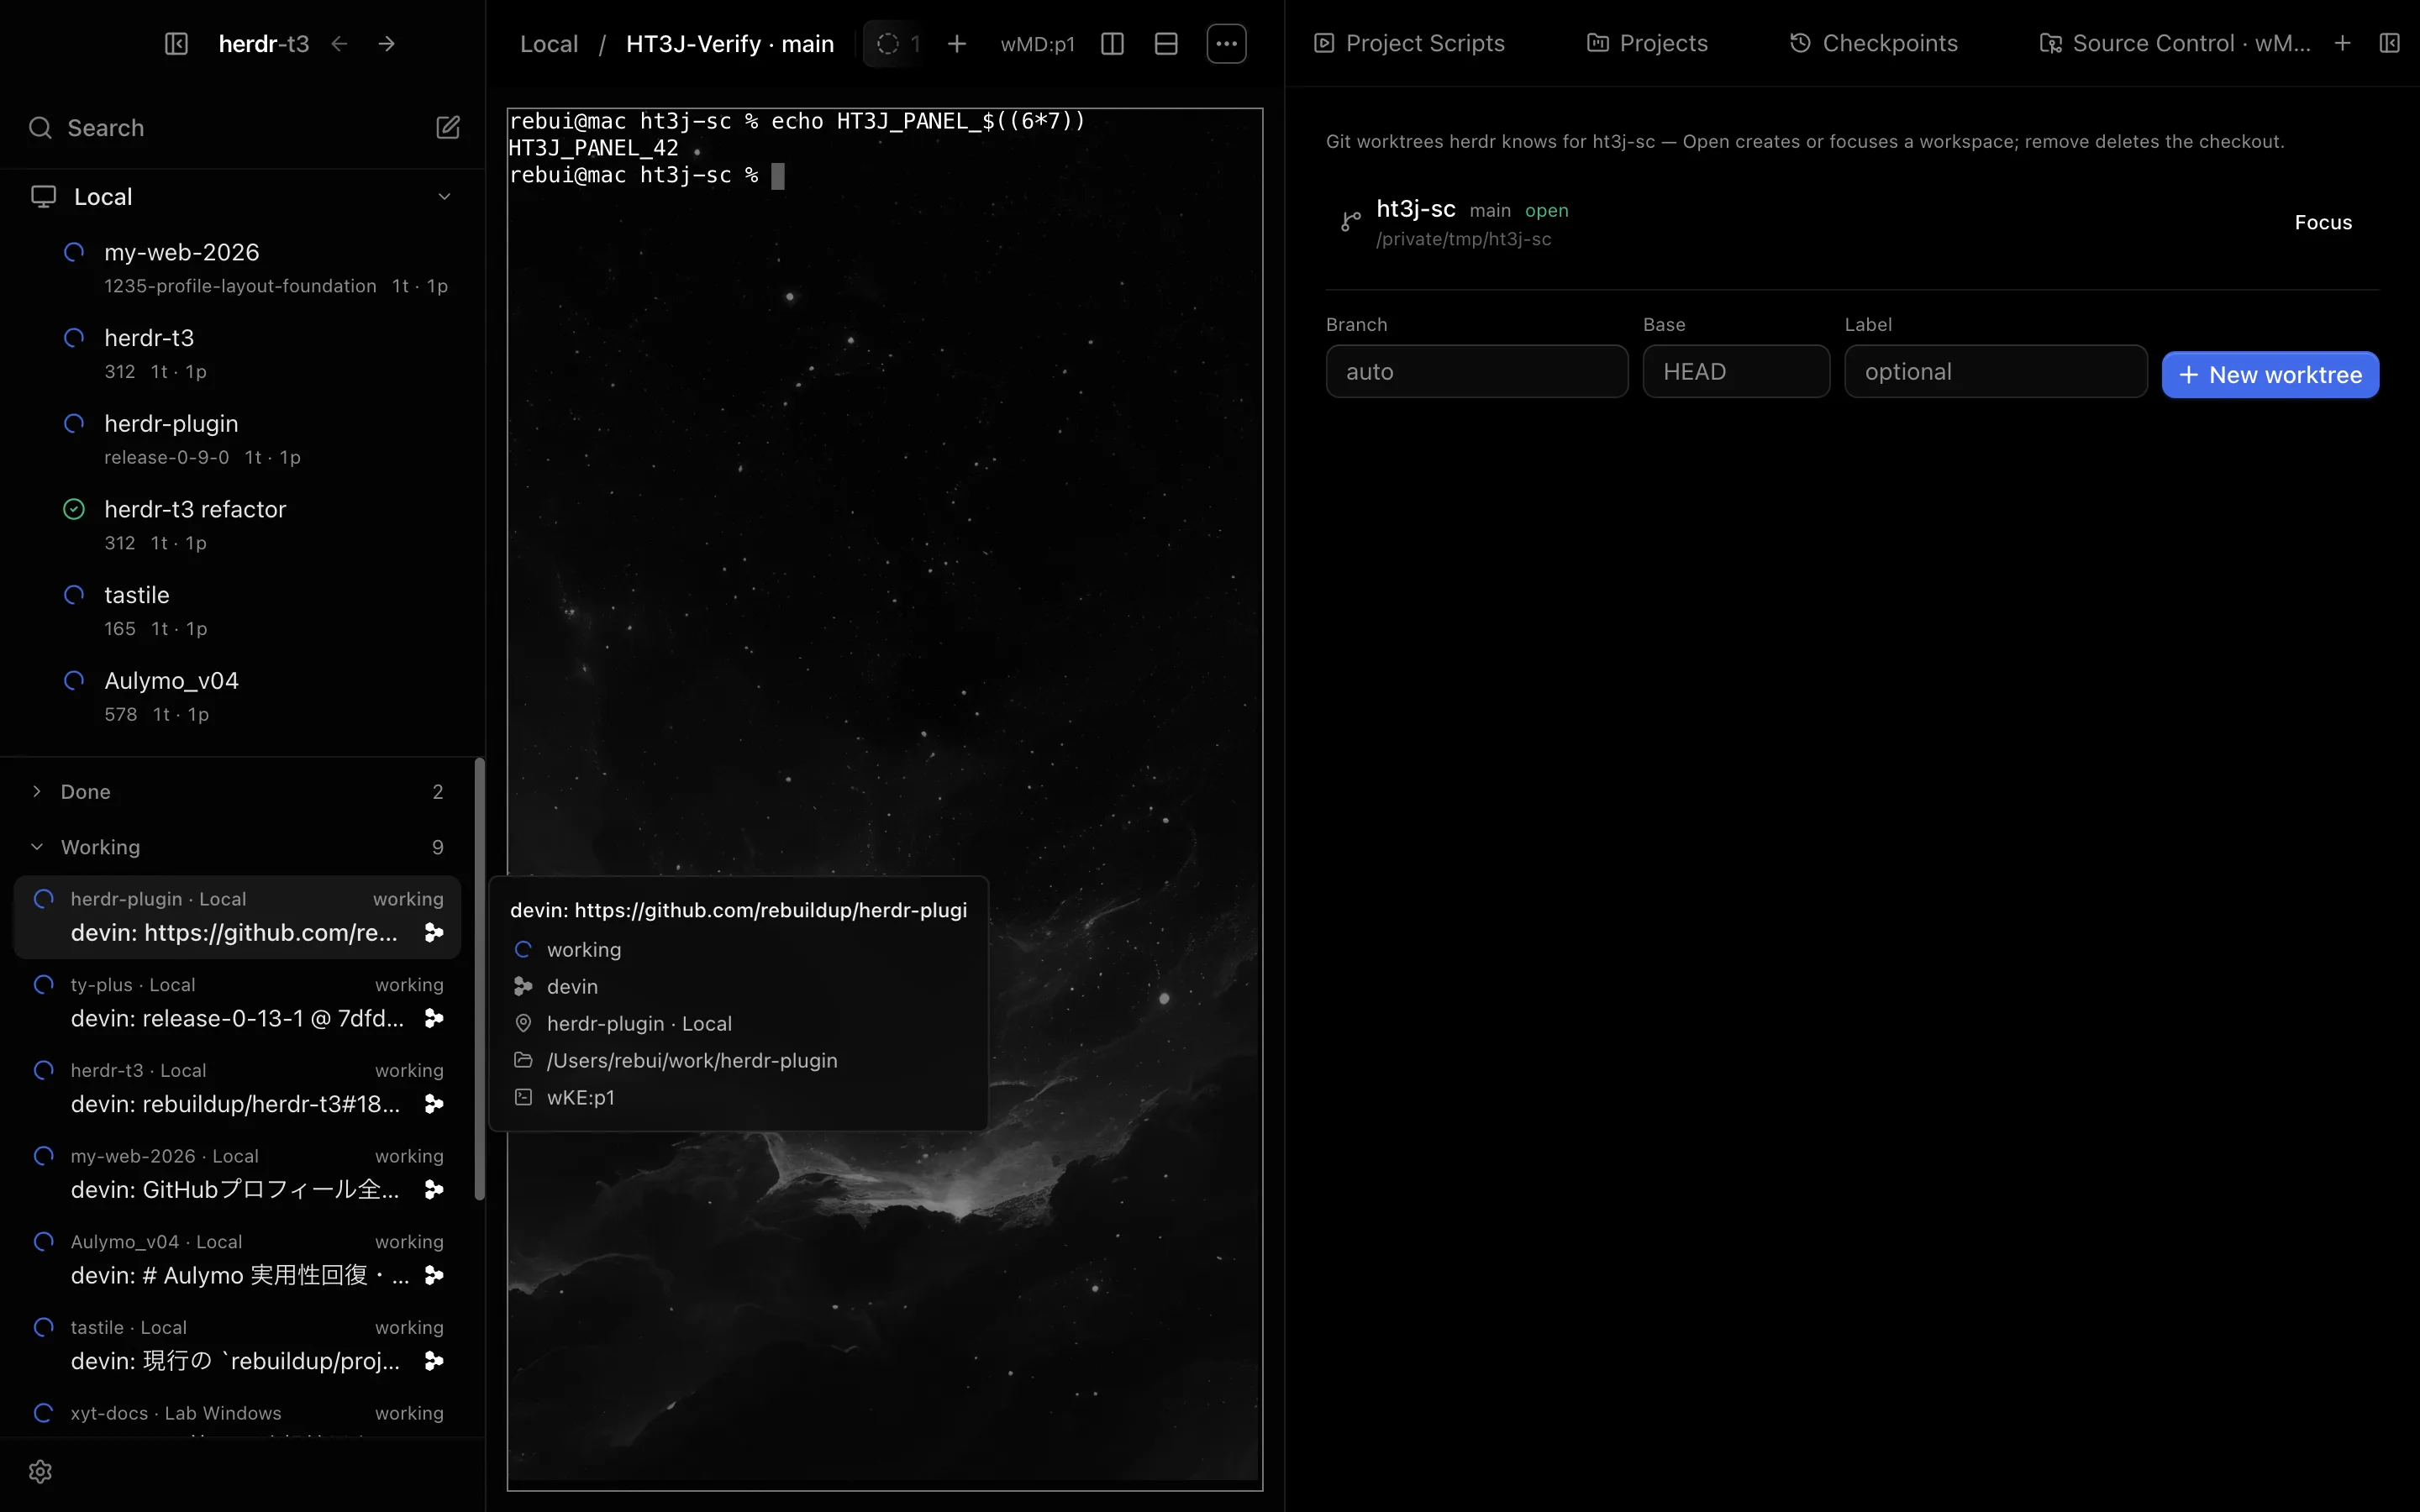 herdr-t3
Search
Local
my-web-2026
1235-profile-layout-foundation 1t · 1p
herdr-t3
312 1t · 1p
herdr-plugin
release-0-9-0 1t · 1p
herdr-t3 refactor
312 1t · 1p
tastile
165 1t · 1p
Aulymo_v04
578 1t · 1p
Done 2
Working 9
herdr-plugin · Local working
devin: https://github.com/re...
ty-plus · Local working
devin: release-0-13-1 @ 7dfd...
herdr-t3 · Local working
devin: rebuildup/herdr-t3#18...
my-web-2026 · Local working
devin: GitHubプロフィール全...
Aulymo_v04 · Local working
devin: # Aulymo 実用性回復・...
tastile · Local working
devin: 現行の `rebuildup/proj...
xyt-docs · Lab Windows working
Local / HT3J-Verify · main 1 wMD:p1
rebui@mac ht3j-sc % echo HT3J_PANEL_$((6*7))
HT3J_PANEL_42
rebui@mac ht3j-sc %
devin: https://github.com/rebuildup/herdr-plugi
working
devin
herdr-plugin · Local
/Users/rebui/work/herdr-plugin
wKE:p1
Project Scripts Projects Checkpoints Source Control · wM...
Git worktrees herdr knows for ht3j-sc — Open creates or focuses a workspace; remove deletes the checkout.
ht3j-sc main open
/private/tmp/ht3j-sc
Focus
Branch Base Label
auto HEAD optional + New worktree